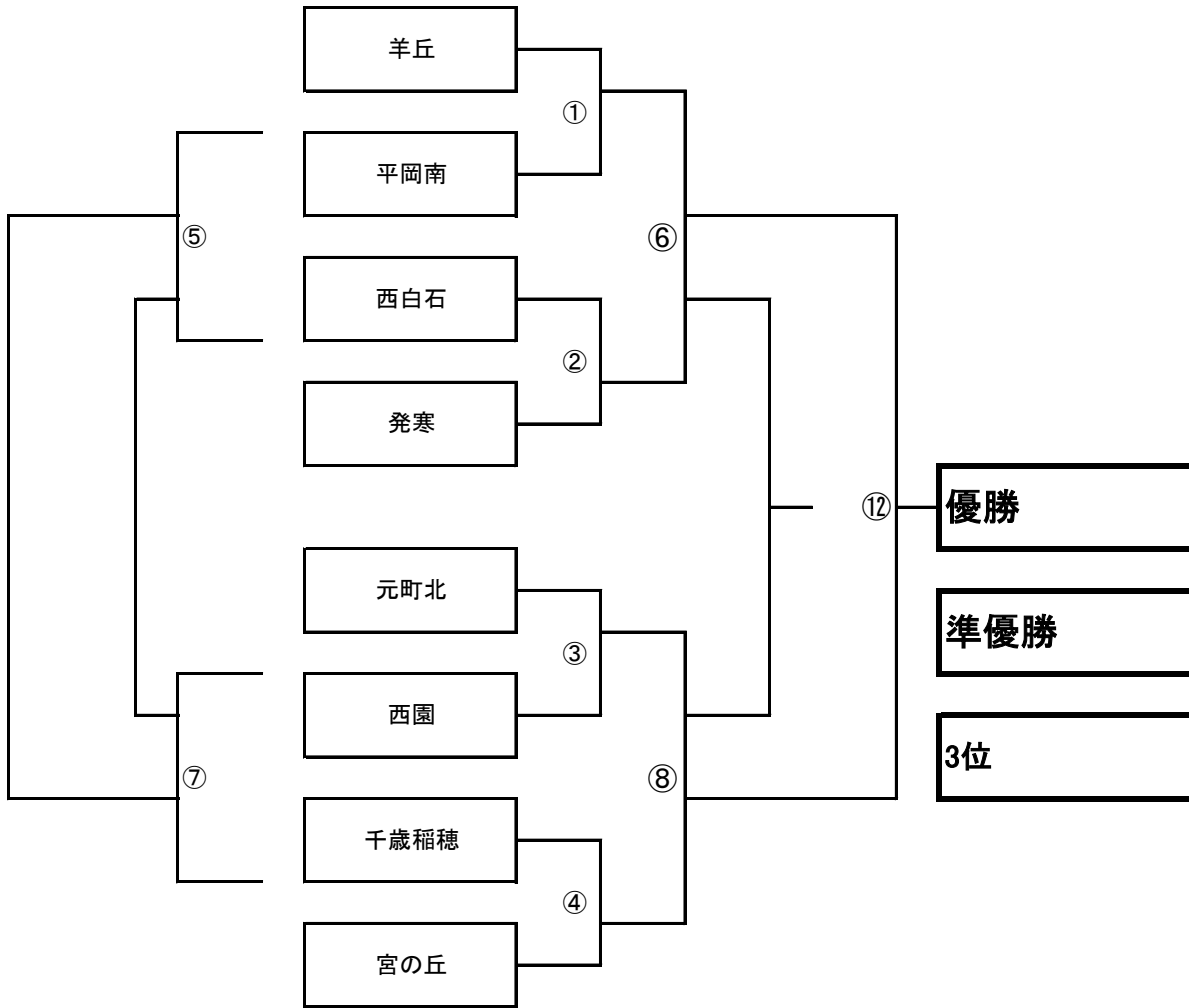 羊丘
①
平岡南
⑤
⑥
西白石
②
発寒
⑫
優勝
元町北
準優勝
③
西園
3位
⑦
⑧
千歳稲穂
④
宮の丘